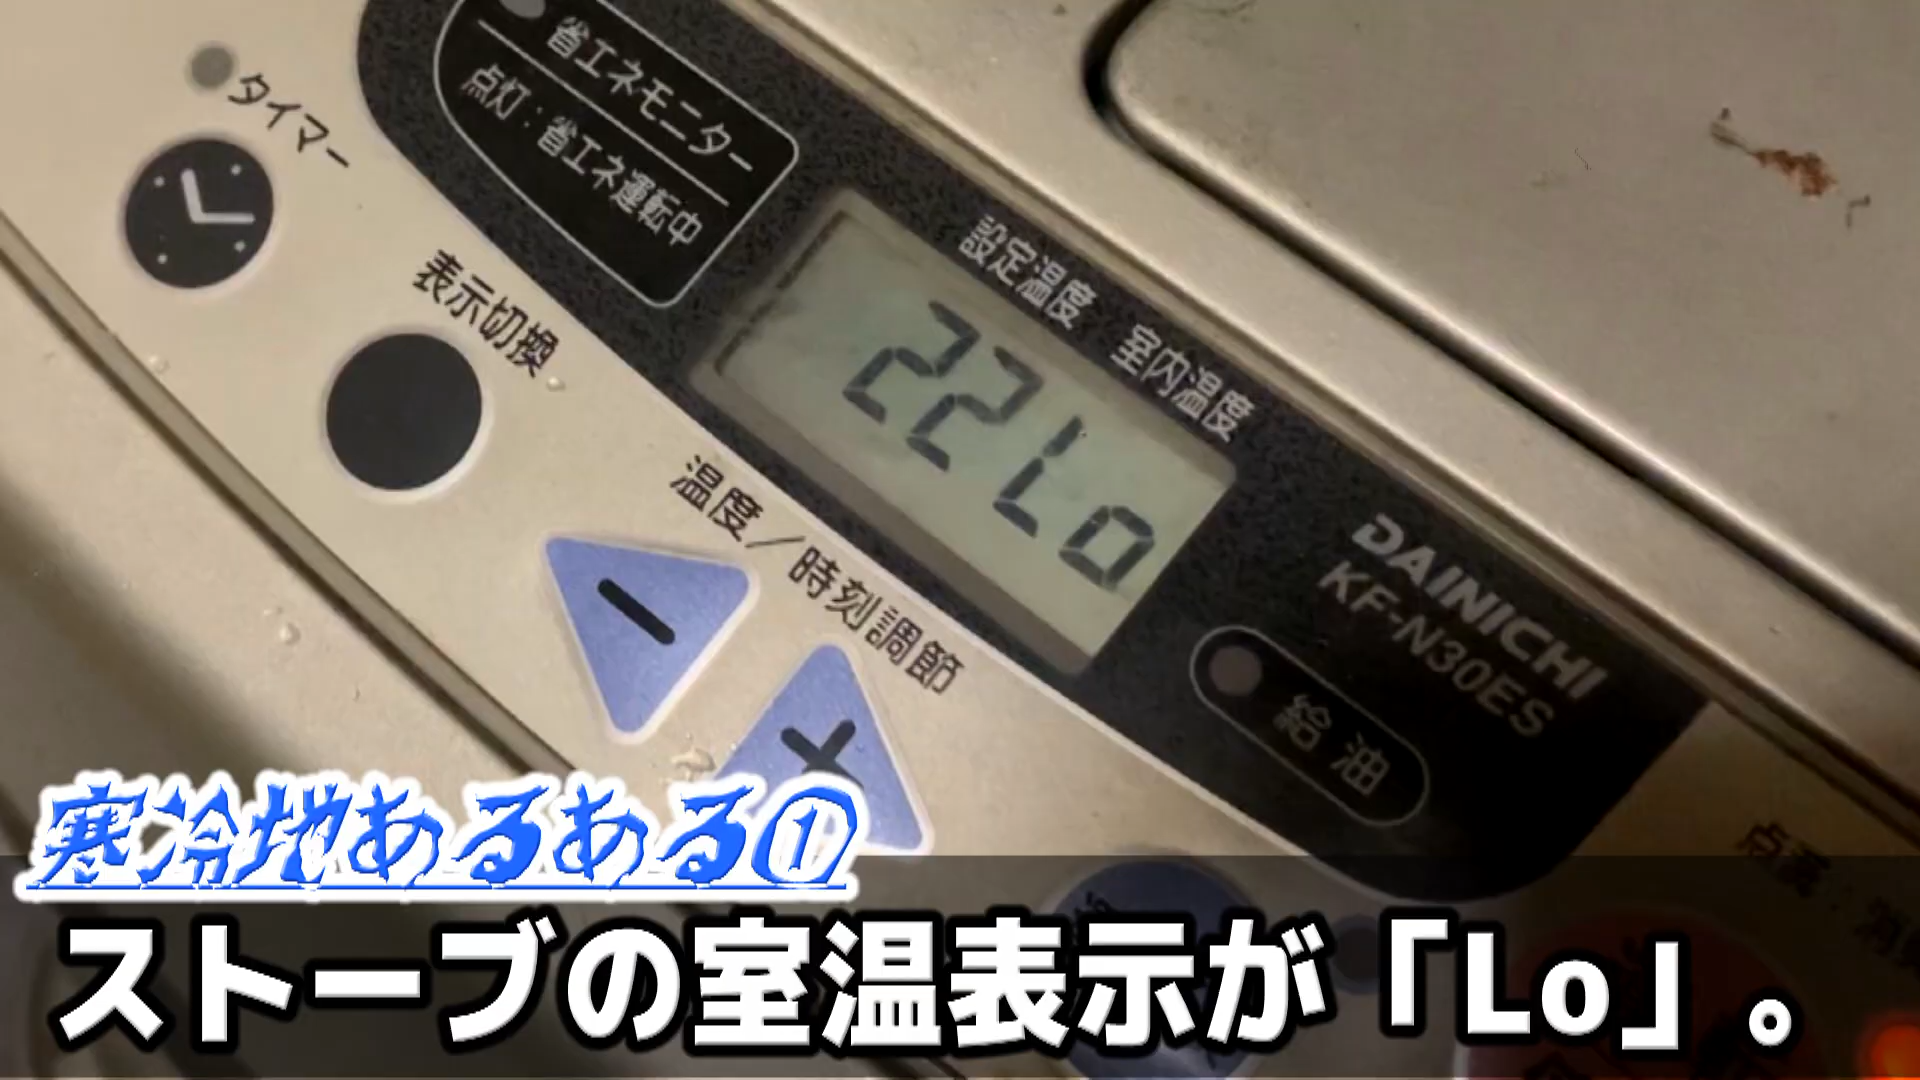 省エネモニター
点灯：省エネ運転中
タイマー
表示切換
設定温度 室内温度
22Lo
温度／時刻調節
DAINICHI
KF-N30ES
給油
寒冷地あるある①
ストーブの室温表示が「Lo」。